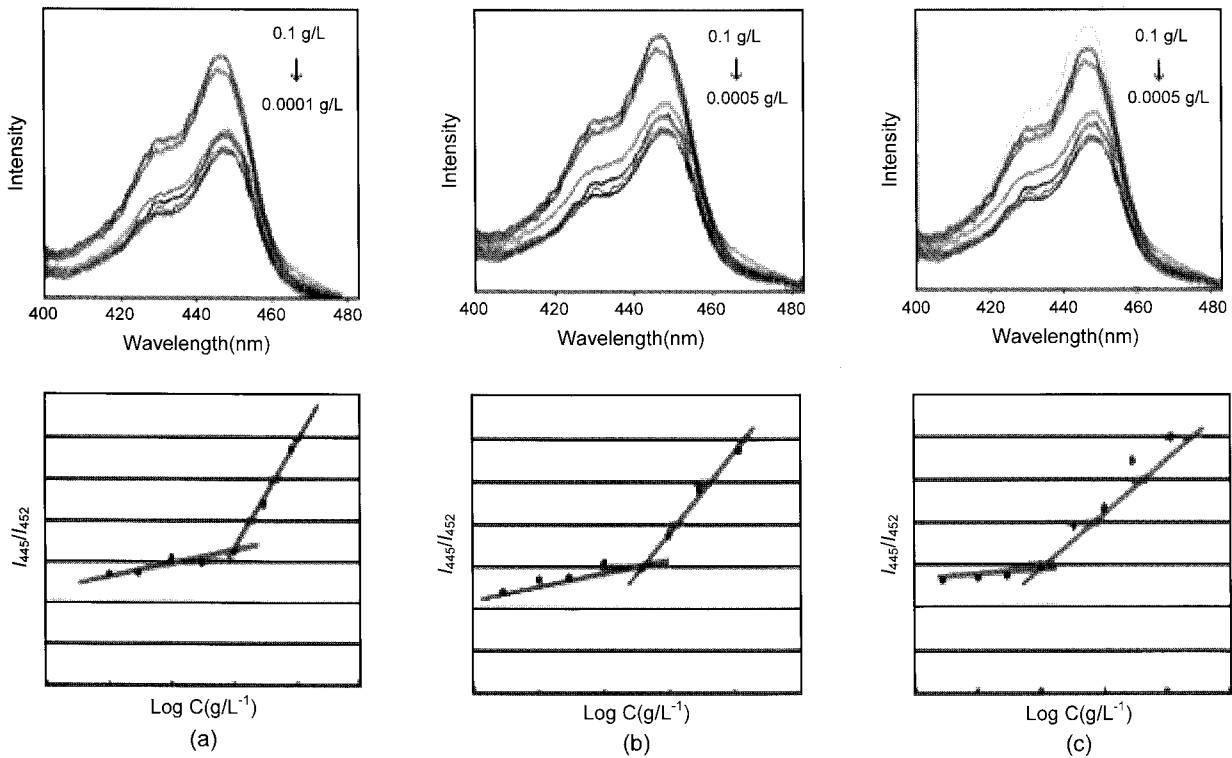 0.1 g/L
0.0001 g/L
Intensity
400 420 440 460 480
Wavelength(nm)
0.1 g/L
0.0005 g/L
Intensity
400 420 440 460 480
Wavelength(nm)
0.1 g/L
0.0005 g/L
Intensity
400 420 440 460 480
Wavelength(nm)
I445/I452
Log C(g/L-1)
(a)
I445/I452
Log C(g/L-1)
(b)
I445/I452
Log C(g/L-1)
(c)